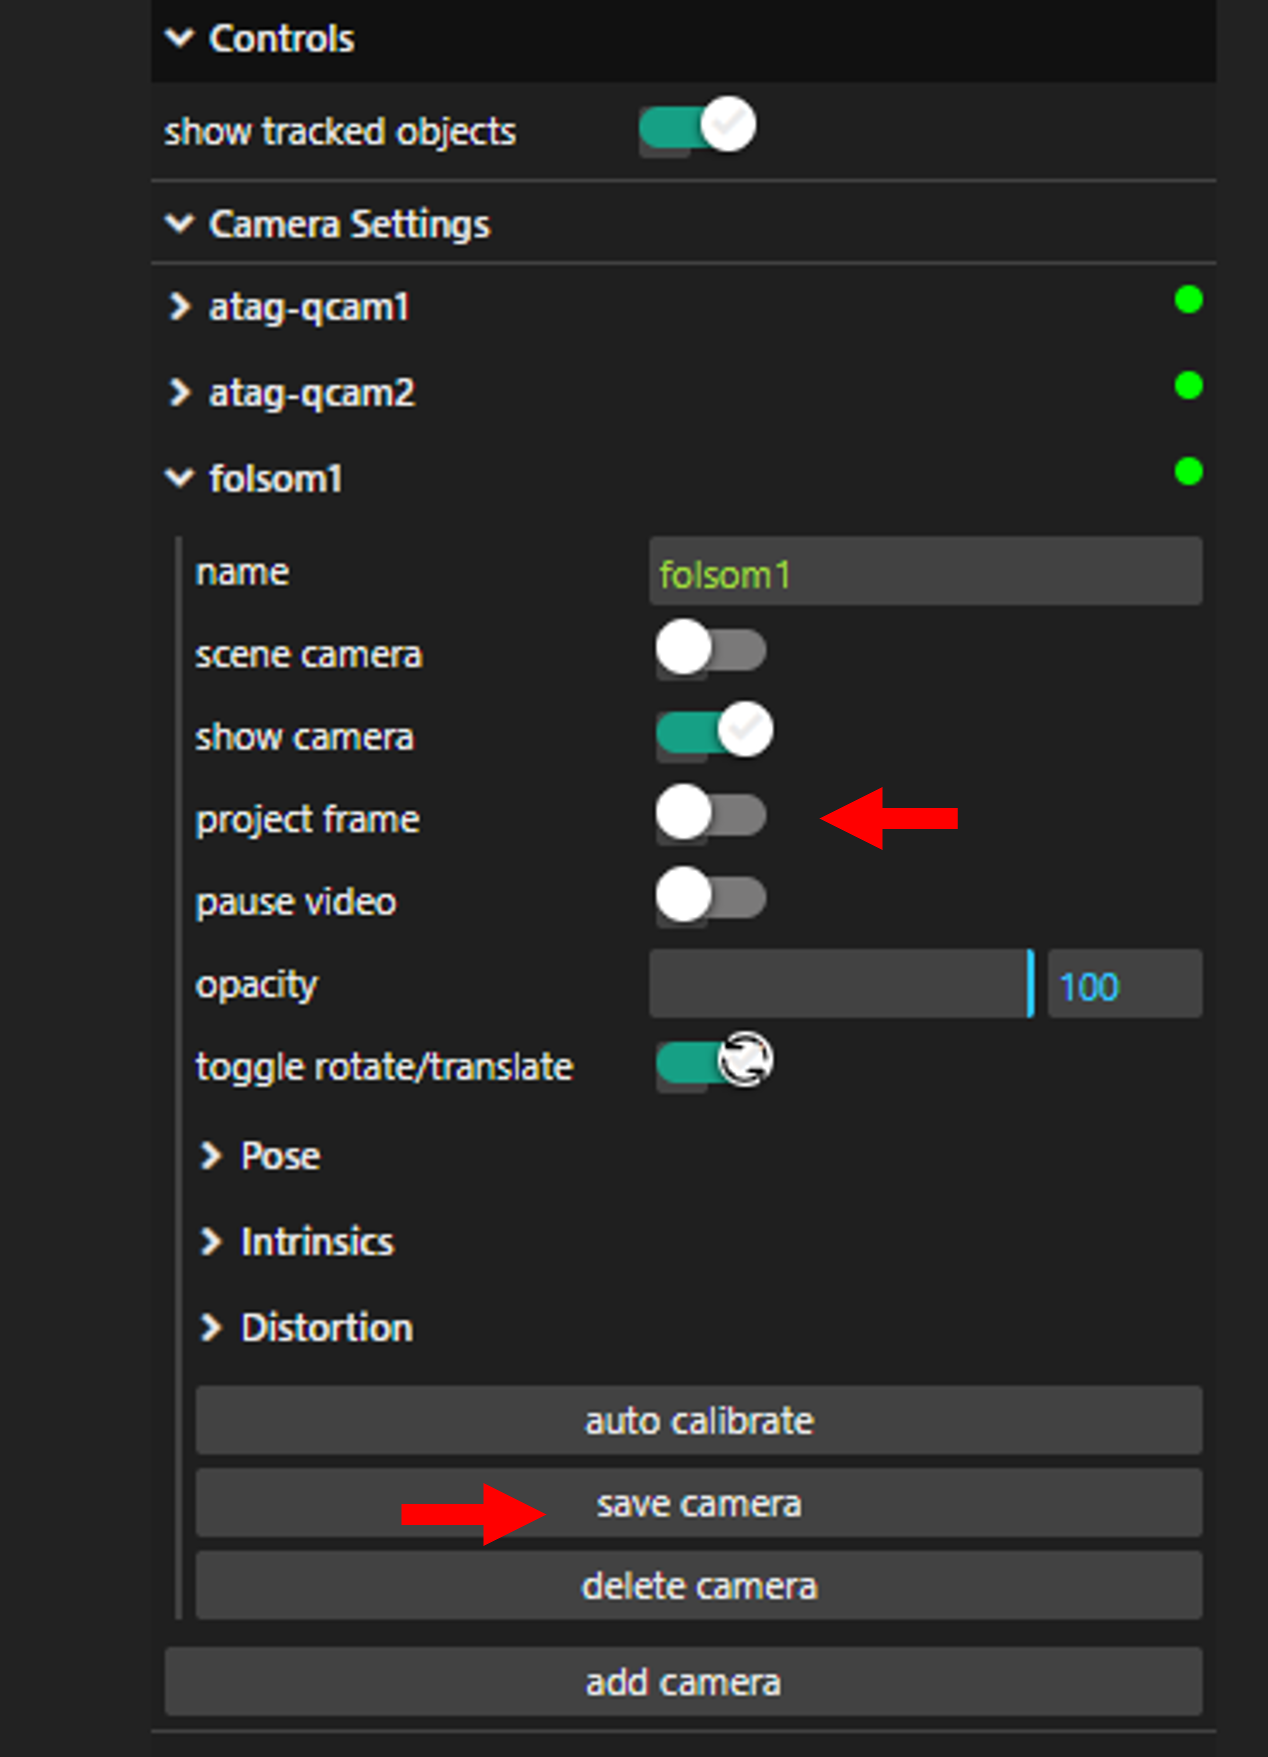 Controls
show tracked objects
Camera Settings
atag-qcam1
atag-qcam2
folsom1
name folsom1
scene camera
show camera
project frame
pause video
opacity 100
toggle rotate/translate
Pose
Intrinsics
Distortion
auto calibrate
save camera
delete camera
add camera